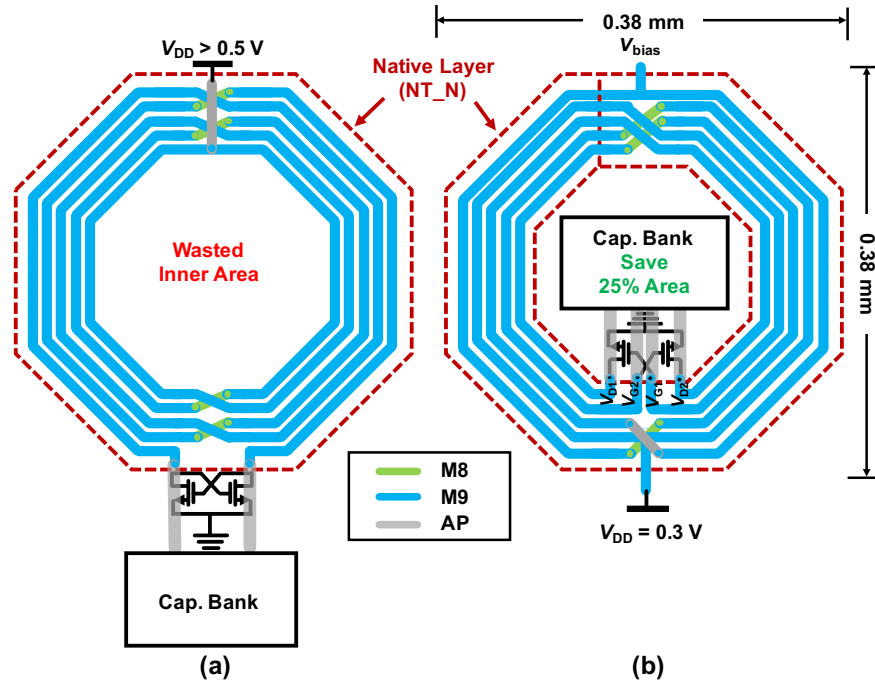 V_DD > 0.5 V
Native Layer
(NT_N)
Wasted
Inner Area
Cap. Bank
(a)
0.38 mm
V_bias
0.38 mm
Cap. Bank
Save
25% Area
V_D1
V_G2
V_G1
V_D2
V_DD = 0.3 V
(b)
M8
M9
AP